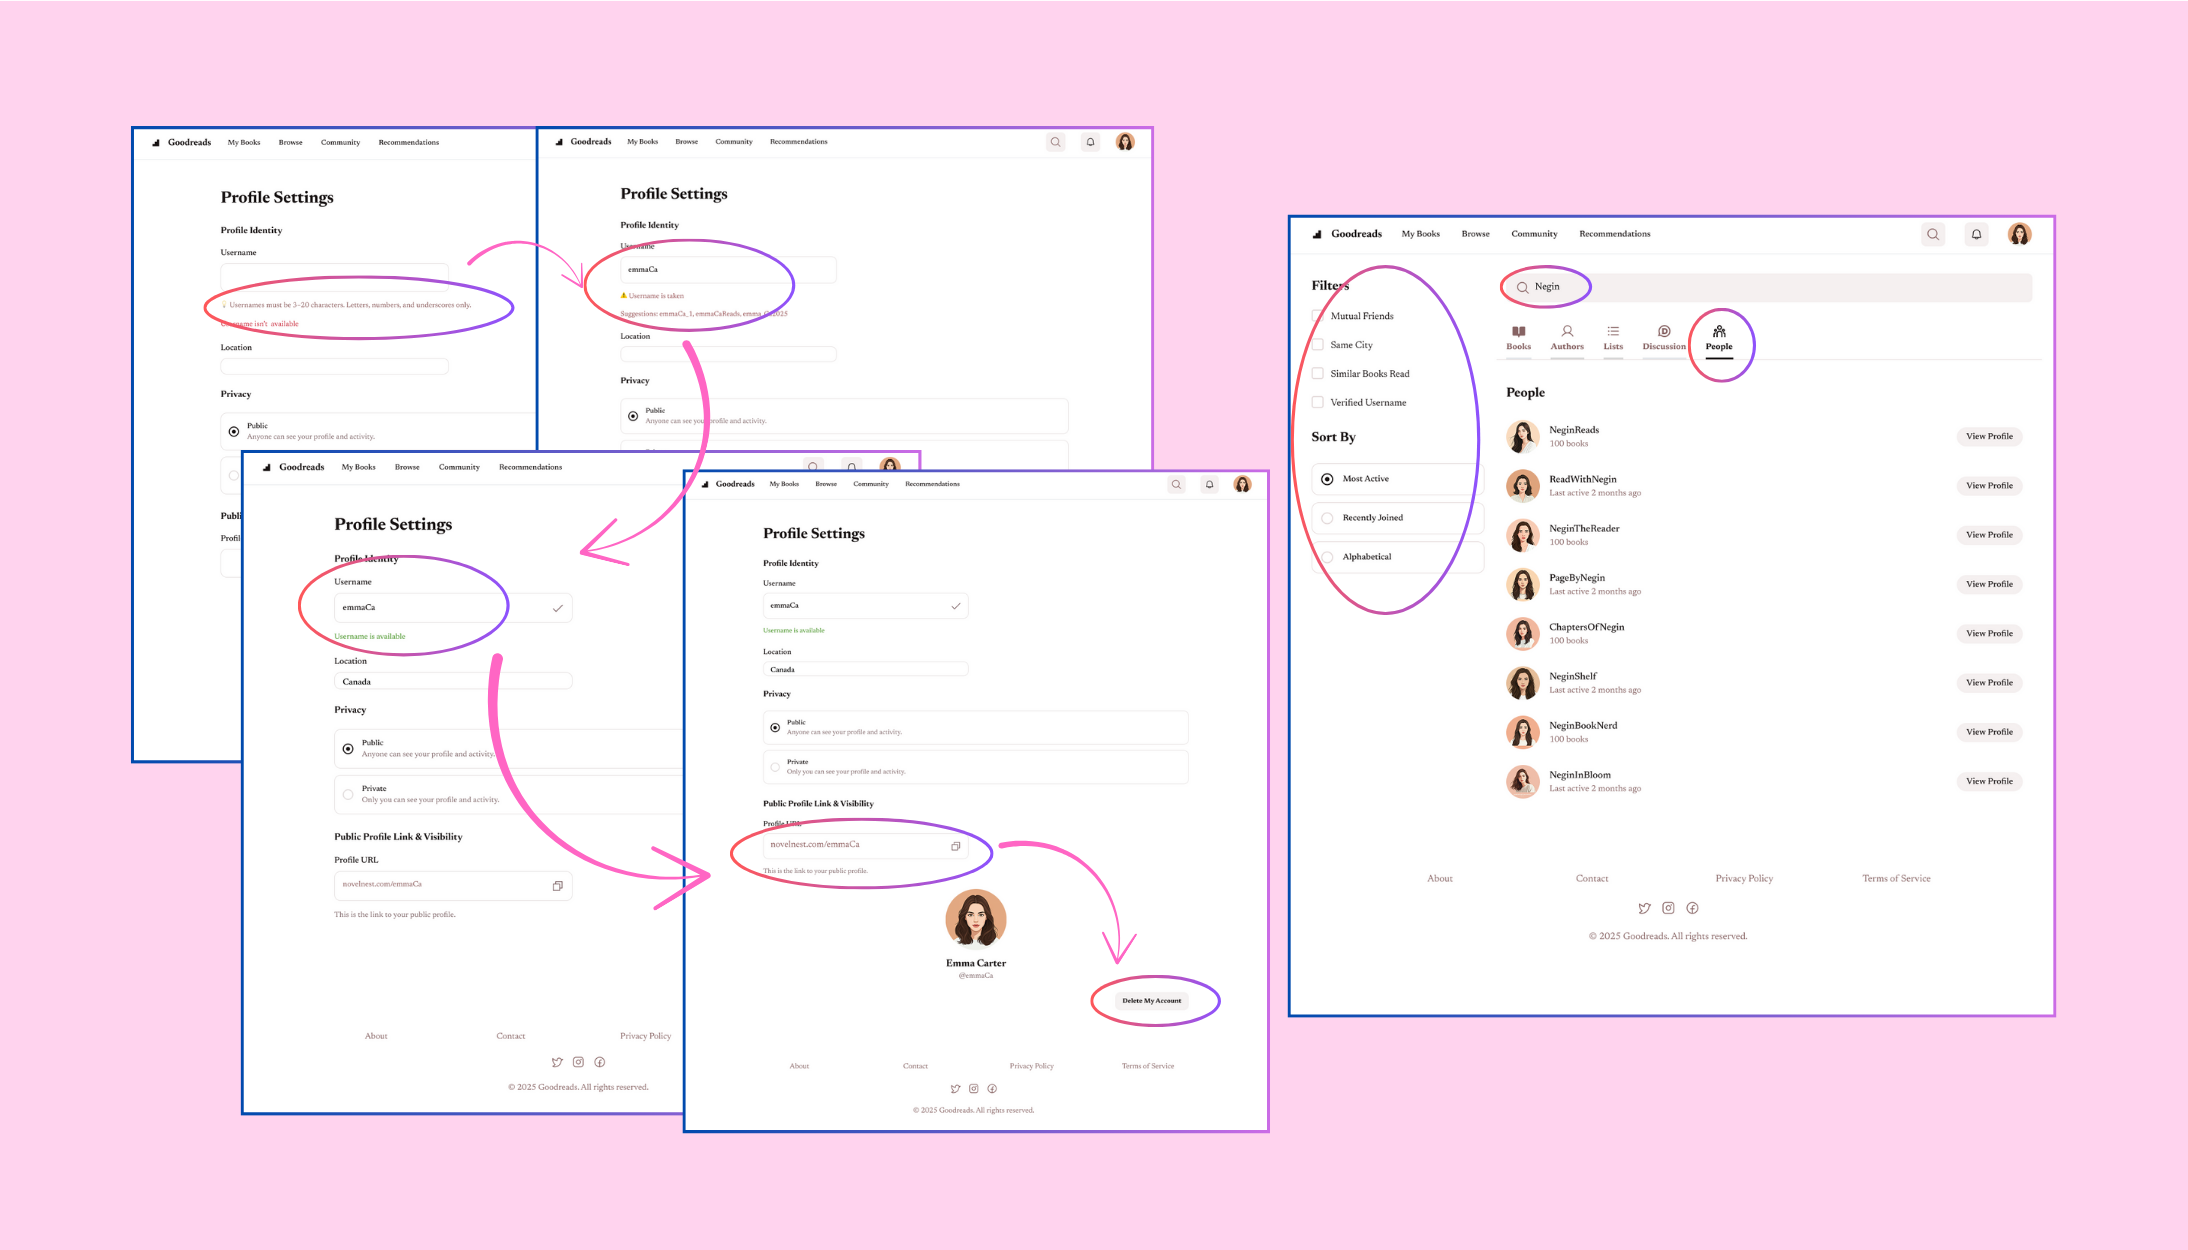 Goodreads My Books Browse Community Recommendations
Profile Settings
Profile Identity
Username
Usernames must be 3–20 characters. Letters, numbers, and underscores only.
Username isn't available
Location
Privacy
Public
Anyone can see your profile and activity.
Publi
Profil
Goodreads My Books Browse Community Recommendations
Profile Settings
Profile Identity
Username
emmaCa
Username is taken
Suggestions: emmaCa_1, emmaCaReads, emma_Ca2025
Location
Privacy
Public
Anyone can see your profile and activity.
Goodreads My Books Browse Community Recommendations
Profile Settings
Profile Identity
Username
emmaCa
Username is available
Location
Canada
Privacy
Public
Anyone can see your profile and activity.
Private
Only you can see your profile and activity.
Public Profile Link & Visibility
Profile URL
novelnest.com/emmaCa
This is the link to your public profile.
About Contact Privacy Policy
© 2025 Goodreads. All rights reserved.
Goodreads My Books Browse Community Recommendations
Profile Settings
Profile Identity
Username
emmaCa
Username is available
Location
Canada
Privacy
Public
Anyone can see your profile and activity.
Private
Only you can see your profile and activity.
Public Profile Link & Visibility
Profile URL
novelnest.com/emmaCa
This is the link to your public profile.
Emma Carter
@emmaCa
Delete My Account
About Contact Privacy Policy Terms of Service
© 2025 Goodreads. All rights reserved.
Goodreads My Books Browse Community Recommendations
Filters
Mutual Friends
Same City
Similar Books Read
Verified Username
Sort By
Most Active
Recently Joined
Alphabetical
Negin
Books Authors Lists Discussion People
People
NeginReads
100 books
View Profile
ReadWithNegin
Last active 2 months ago
View Profile
NeginTheReader
100 books
View Profile
PageByNegin
Last active 2 months ago
View Profile
ChaptersOfNegin
100 books
View Profile
NeginShelf
Last active 2 months ago
View Profile
NeginBookNerd
100 books
View Profile
NeginInBloom
Last active 2 months ago
View Profile
About Contact Privacy Policy Terms of Service
© 2025 Goodreads. All rights reserved.